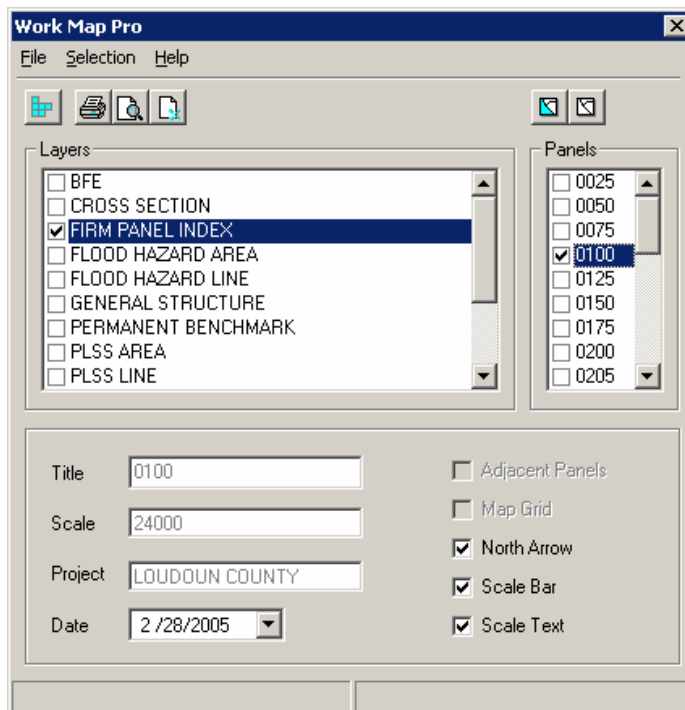 Work Map Pro
File Selection Help
Layers
BFE
CROSS SECTION
FIRM PANEL INDEX
FLOOD HAZARD AREA
FLOOD HAZARD LINE
GENERAL STRUCTURE
PERMANENT BENCHMARK
PLSS AREA
PLSS LINE
Panels
0025
0050
0075
0100
0125
0150
0175
0200
0205
Title 0100
Scale 24000
Project LOUDOUN COUNTY
Date 2 /28/2005
Adjacent Panels
Map Grid
North Arrow
Scale Bar
Scale Text